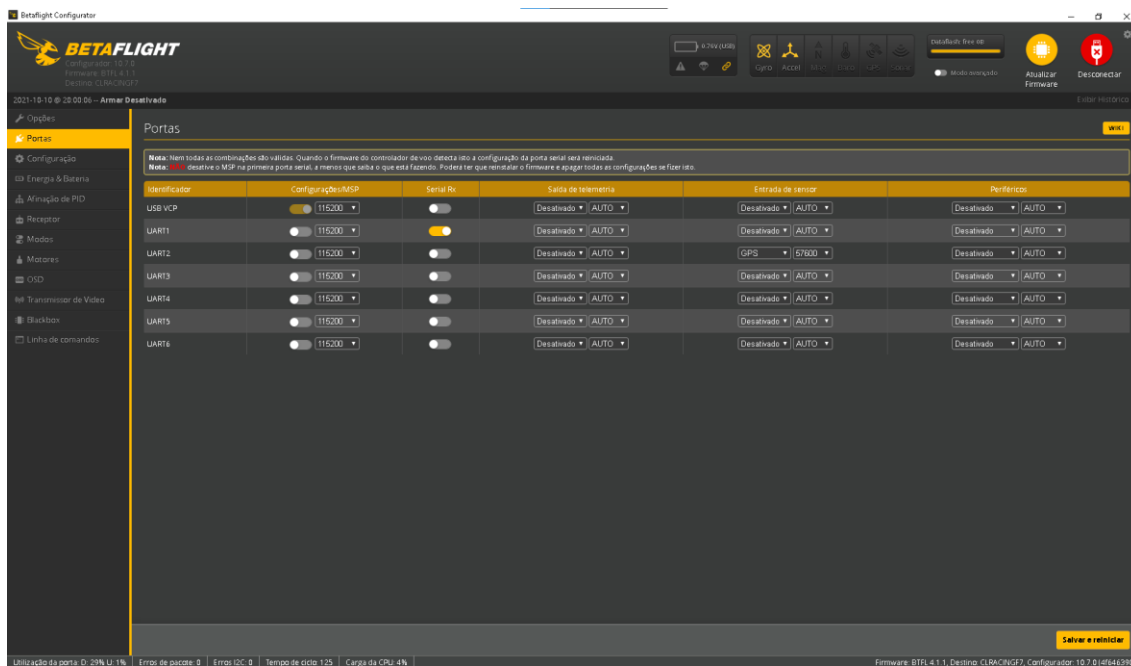 Betaflight Configurator
BETAFLIGHT
Configurador: 10.7.0
Firmware: BTFL 4.1.1
Destino: CLRACINGF7
0.76V (USB)
Gyro Accel
GPS
Modo avançado
Atualizar
Firmware
Desconectar
2021-10-10 @ 20:00:06 -- Armar Desativado
Exibir Histórico
Opções
Portas
Configuração
Energia & Bateria
Afinação de PID
Receptor
Modos
Motores
OSD
Transmissor de Video
Blackbox
Linha de comandos
Portas
WIKI
Nota: Nem todas as combinações são válidas. Quando o firmware do controlador de voo detecta isto a configuração da porta serial será reiniciada.
Nota: desative o MSP na primeira porta serial, a menos que saiba o que está fazendo. Poderá ter que reinstalar o firmware e apagar todas as configurações se fizer isto.
Identificador Configurações/MSP Serial Rx Saída de telemetria Entrada de sensor Periféricos
USB VCP 115200 Desativado AUTO Desativado AUTO Desativado AUTO
UART1 115200 Desativado AUTO Desativado AUTO Desativado AUTO
UART2 115200 Desativado AUTO GPS 57600 Desativado AUTO
UART3 115200 Desativado AUTO Desativado AUTO Desativado AUTO
UART4 115200 Desativado AUTO Desativado AUTO Desativado AUTO
UART5 115200 Desativado AUTO Desativado AUTO Desativado AUTO
UART6 115200 Desativado AUTO Desativado AUTO Desativado AUTO
Salvar e reiniciar
Utilização da porta: D: 29% U: 1% Erros de pacote: 0 Erros I2C: 0 Tempo de ciclo: 125 Carga da CPU: 4% Firmware: BTFL 4.1.1, Destino: CLRACINGF7, Configurador: 10.7.0 (4f64639)